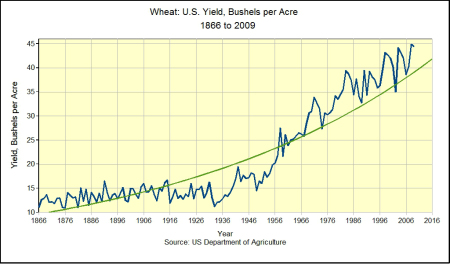 Wheat: U.S. Yield, Bushels per Acre
1866 to 2009
Yield, Bushels per Acre
45
40
35
30
25
20
15
10
1866 1876 1886 1896 1906 1916 1926 1936 1946 1956 1966 1976 1986 1996 2006 2016
Year
Source: US Department of Agriculture